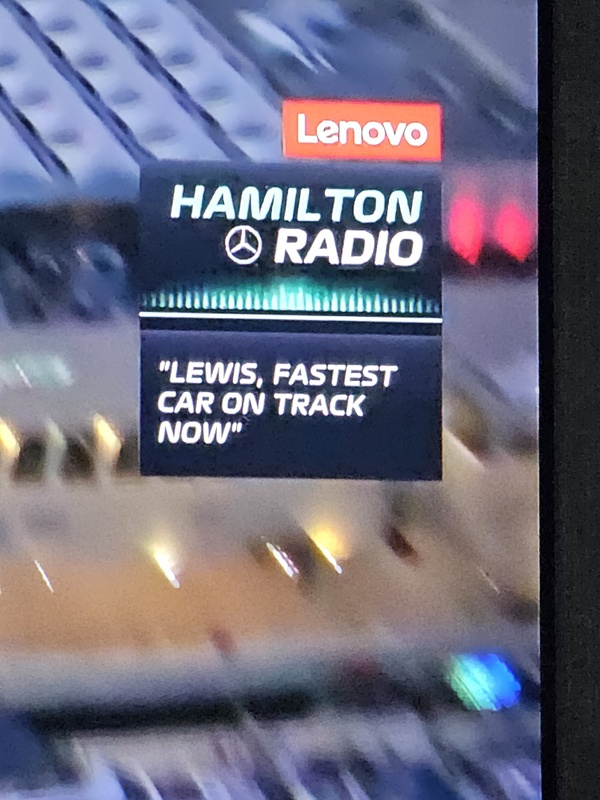 Lenovo
HAMILTON
RADIO
"LEWIS, FASTEST
CAR ON TRACK
NOW"